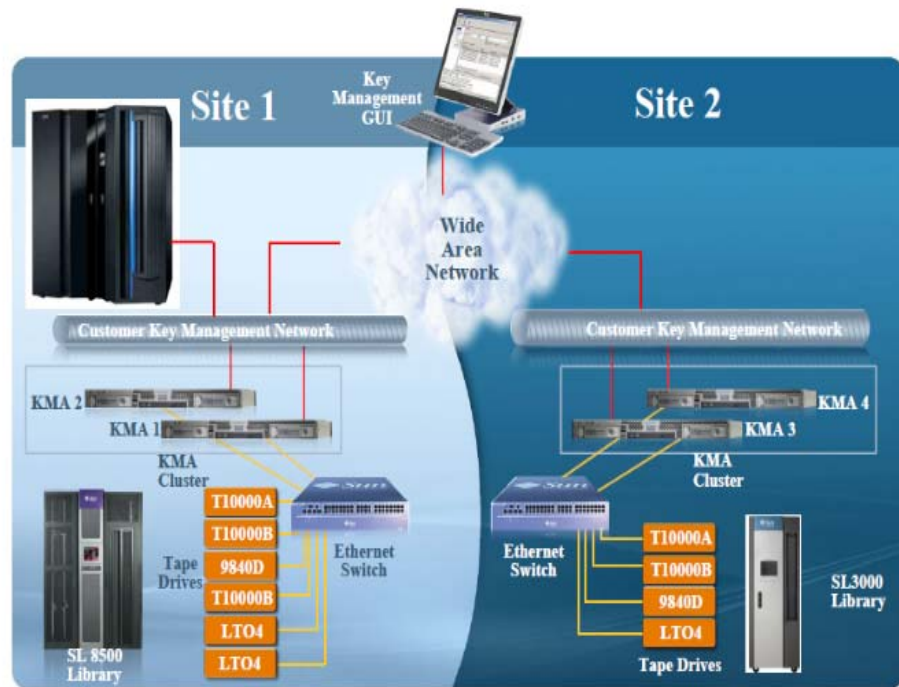 Key
Management
GUI
Site 1
Site 2
Wide
Area
Network
Customer Key Management Network
Customer Key Management Network
KMA 2
KMA 1
KMA
Cluster
KMA 4
KMA 3
KMA
Cluster
Sun
Sun
Ethernet
Switch
Ethernet
Switch
Tape
Drives
T10000A
T10000B
9840D
T10000B
LTO4
LTO4
SL 8500
Library
T10000A
T10000B
9840D
LTO4
Tape Drives
SL3000
Library